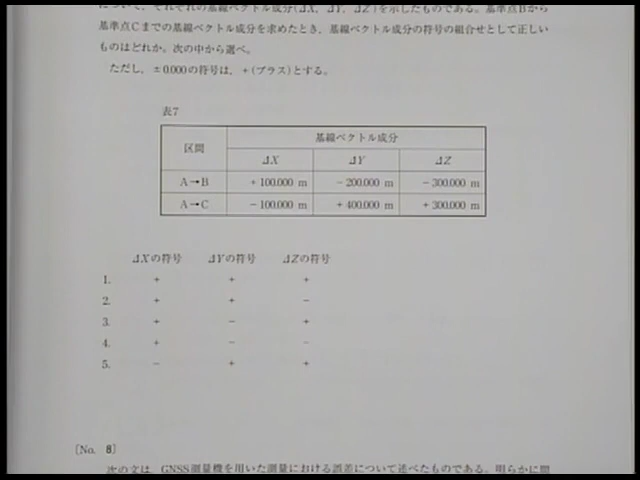 について、それぞれの基線ベクトル成分(ΔX、ΔY、ΔZ)を示したものである。基準点Bから
基準点Cまでの基線ベクトル成分を求めたとき、基線ベクトル成分の符号の組合せとして正しい
ものはどれか。次の中から選べ。
ただし、±0.000の符号は、+(プラス)とする。
表7
区間 基線ベクトル成分
ΔX ΔY ΔZ
A→B +100.000 m −200.000 m −300.000 m
A→C −100.000 m +400.000 m +300.000 m
ΔXの符号 ΔYの符号 ΔZの符号
1. + + +
2. + + −
3. + − +
4. + − −
5. − + +
〔No. 8〕
次の文は、GNSS測量機を用いた測量における誤差について述べたものである。明らかに間